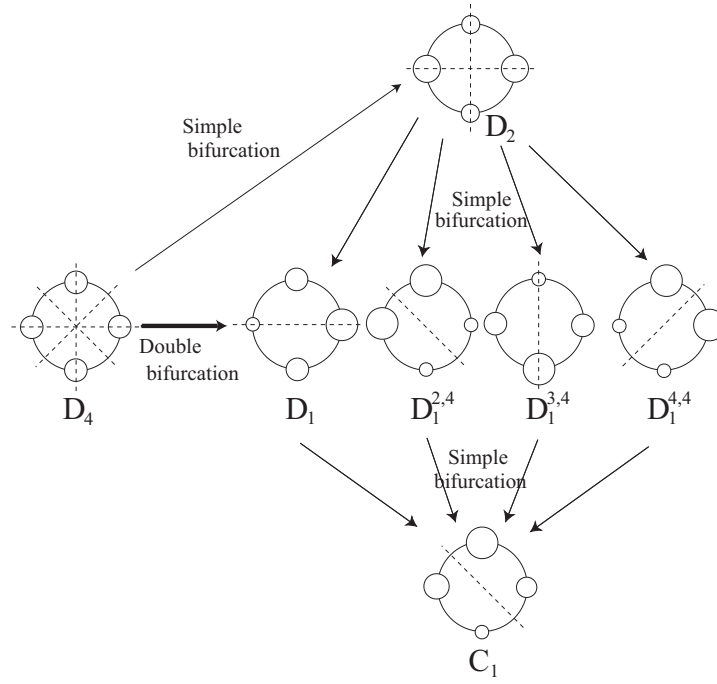 D₂
Simple
bifurcation
Simple
bifurcation
Double
bifurcation
D₄
D₁
D₁^{2,4}
D₁^{3,4}
D₁^{4,4}
Simple
bifurcation
C₁